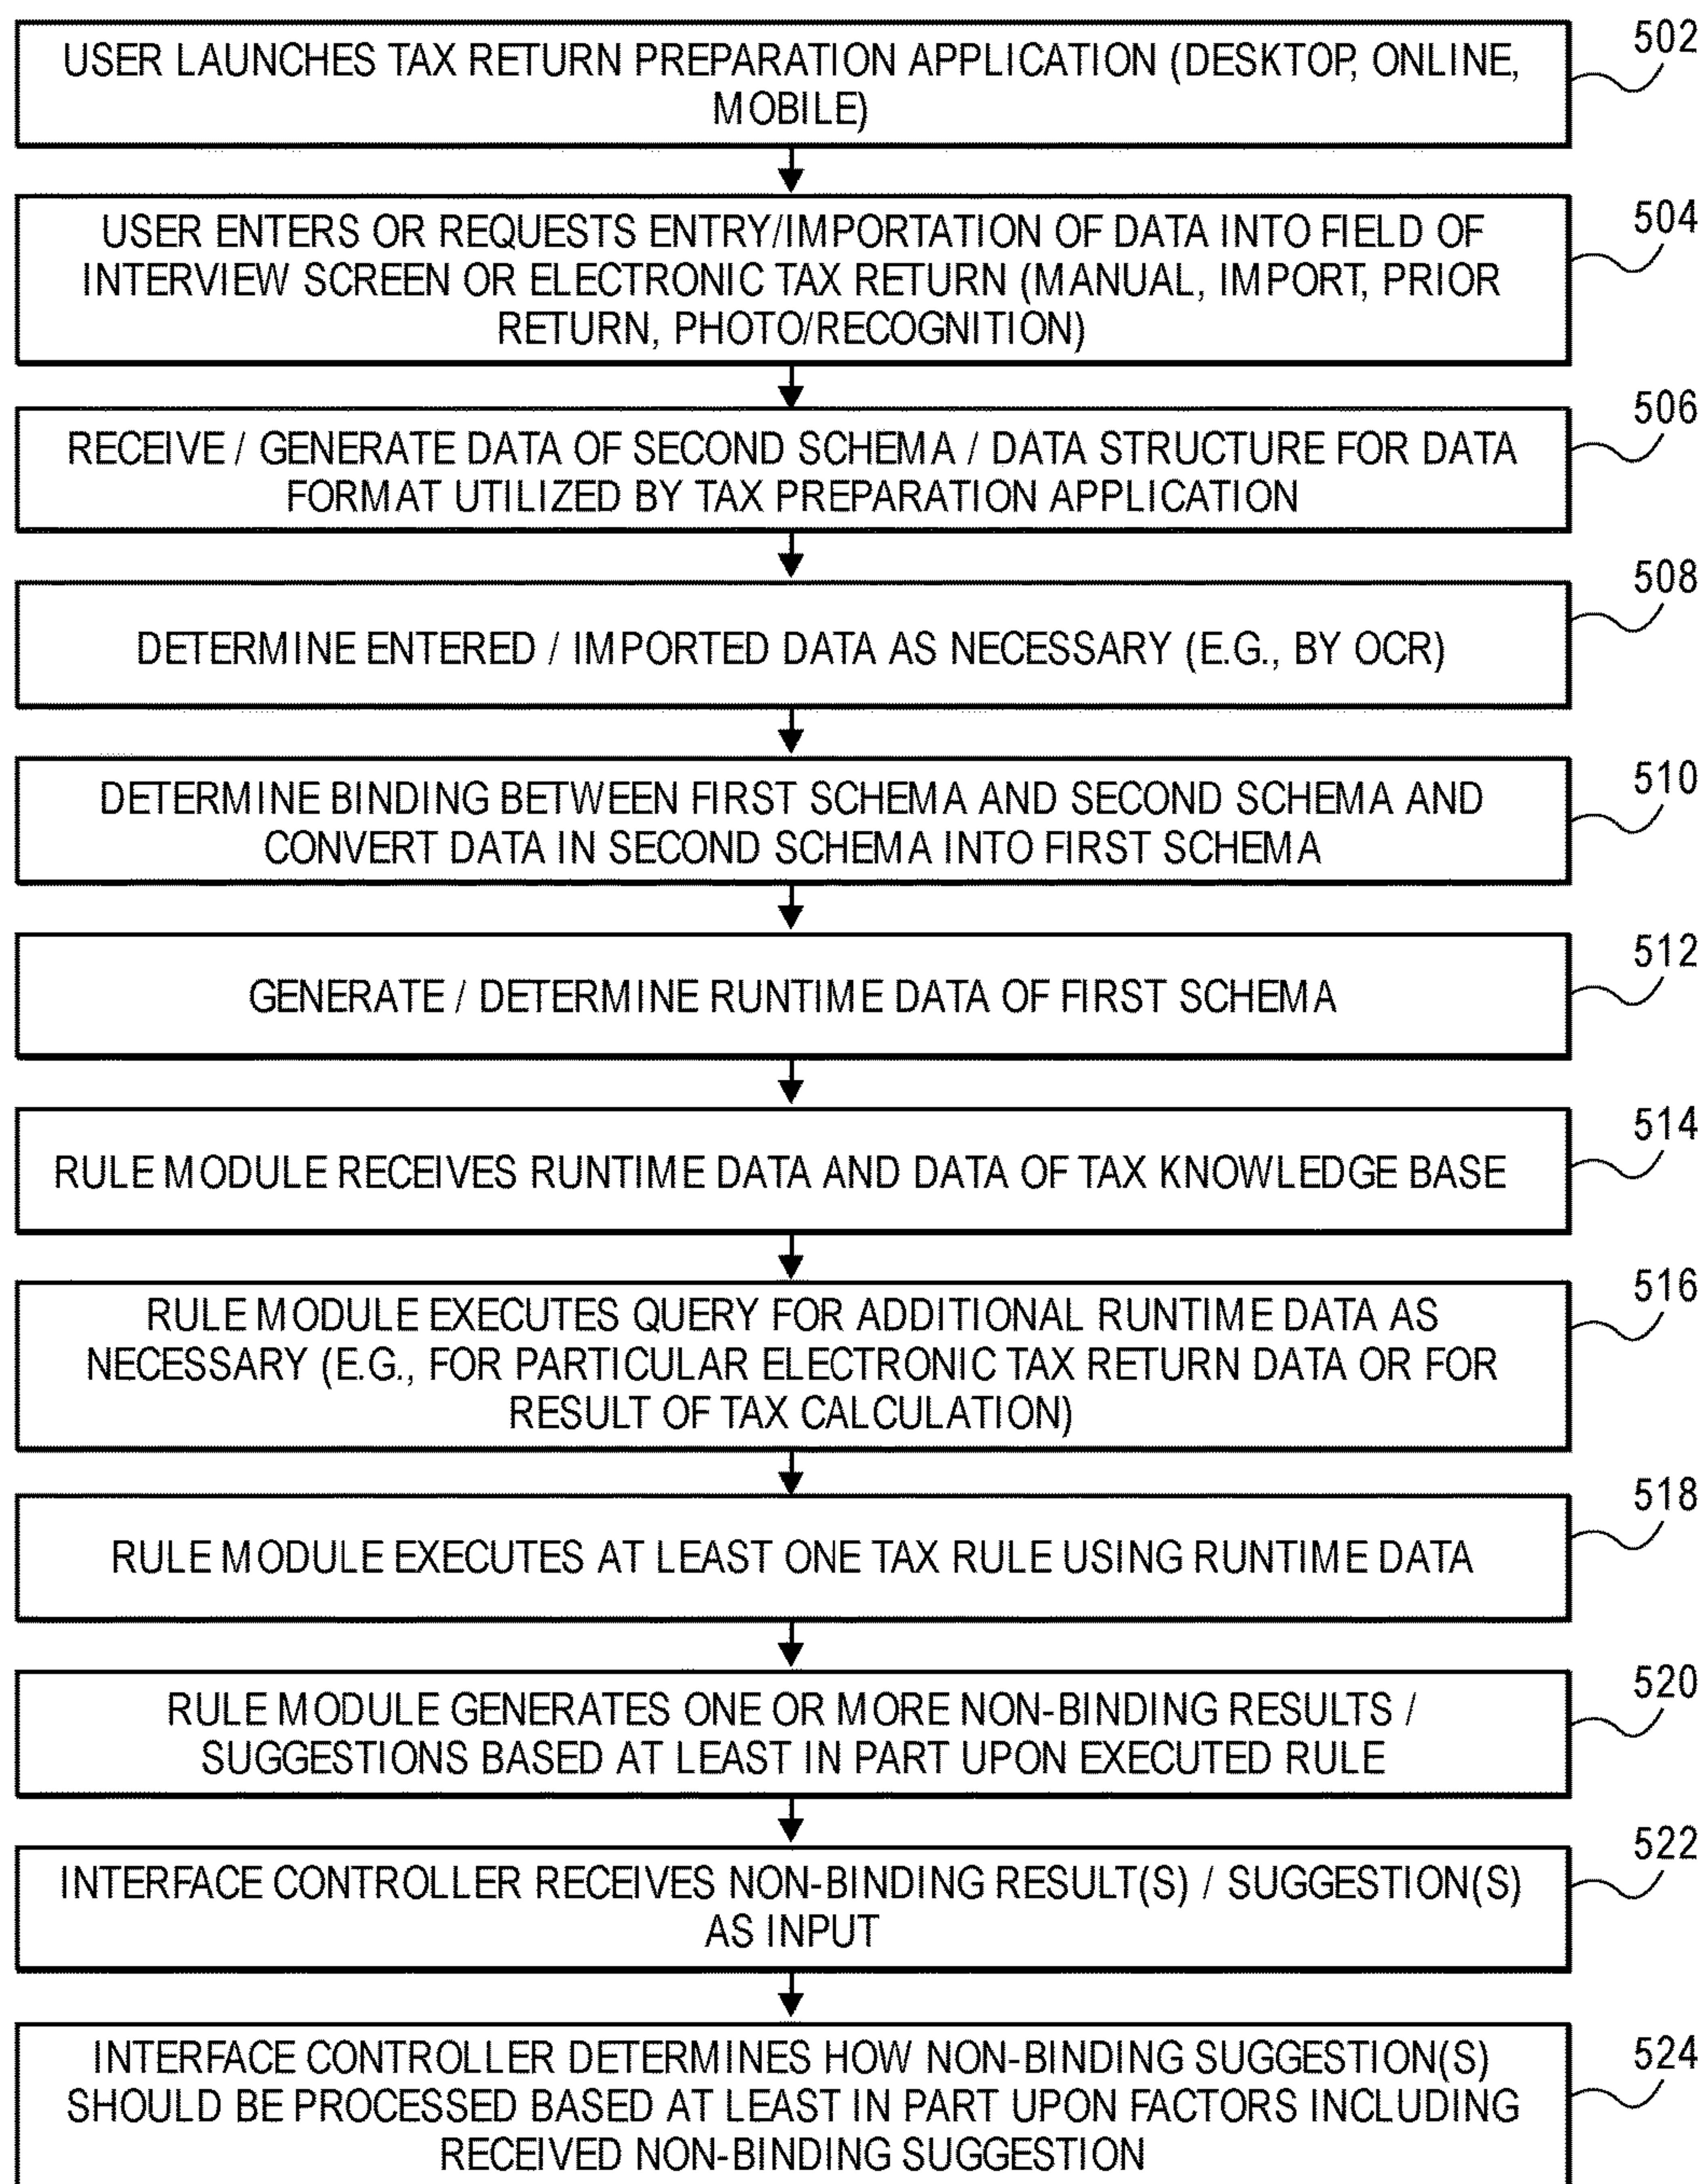 502
USER LAUNCHES TAX RETURN PREPARATION APPLICATION (DESKTOP, ONLINE,
MOBILE)
504
USER ENTERS OR REQUESTS ENTRY/IMPORTATION OF DATA INTO FIELD OF
INTERVIEW SCREEN OR ELECTRONIC TAX RETURN (MANUAL, IMPORT, PRIOR
RETURN, PHOTO/RECOGNITION)
506
RECEIVE / GENERATE DATA OF SECOND SCHEMA / DATA STRUCTURE FOR DATA
FORMAT UTILIZED BY TAX PREPARATION APPLICATION
508
DETERMINE ENTERED / IMPORTED DATA AS NECESSARY (E.G., BY OCR)
510
DETERMINE BINDING BETWEEN FIRST SCHEMA AND SECOND SCHEMA AND
CONVERT DATA IN SECOND SCHEMA INTO FIRST SCHEMA
512
GENERATE / DETERMINE RUNTIME DATA OF FIRST SCHEMA
514
RULE MODULE RECEIVES RUNTIME DATA AND DATA OF TAX KNOWLEDGE BASE
516
RULE MODULE EXECUTES QUERY FOR ADDITIONAL RUNTIME DATA AS
NECESSARY (E.G., FOR PARTICULAR ELECTRONIC TAX RETURN DATA OR FOR
RESULT OF TAX CALCULATION)
518
RULE MODULE EXECUTES AT LEAST ONE TAX RULE USING RUNTIME DATA
520
RULE MODULE GENERATES ONE OR MORE NON-BINDING RESULTS /
SUGGESTIONS BASED AT LEAST IN PART UPON EXECUTED RULE
522
INTERFACE CONTROLLER RECEIVES NON-BINDING RESULT(S) / SUGGESTION(S)
AS INPUT
524
INTERFACE CONTROLLER DETERMINES HOW NON-BINDING SUGGESTION(S)
SHOULD BE PROCESSED BASED AT LEAST IN PART UPON FACTORS INCLUDING
RECEIVED NON-BINDING SUGGESTION